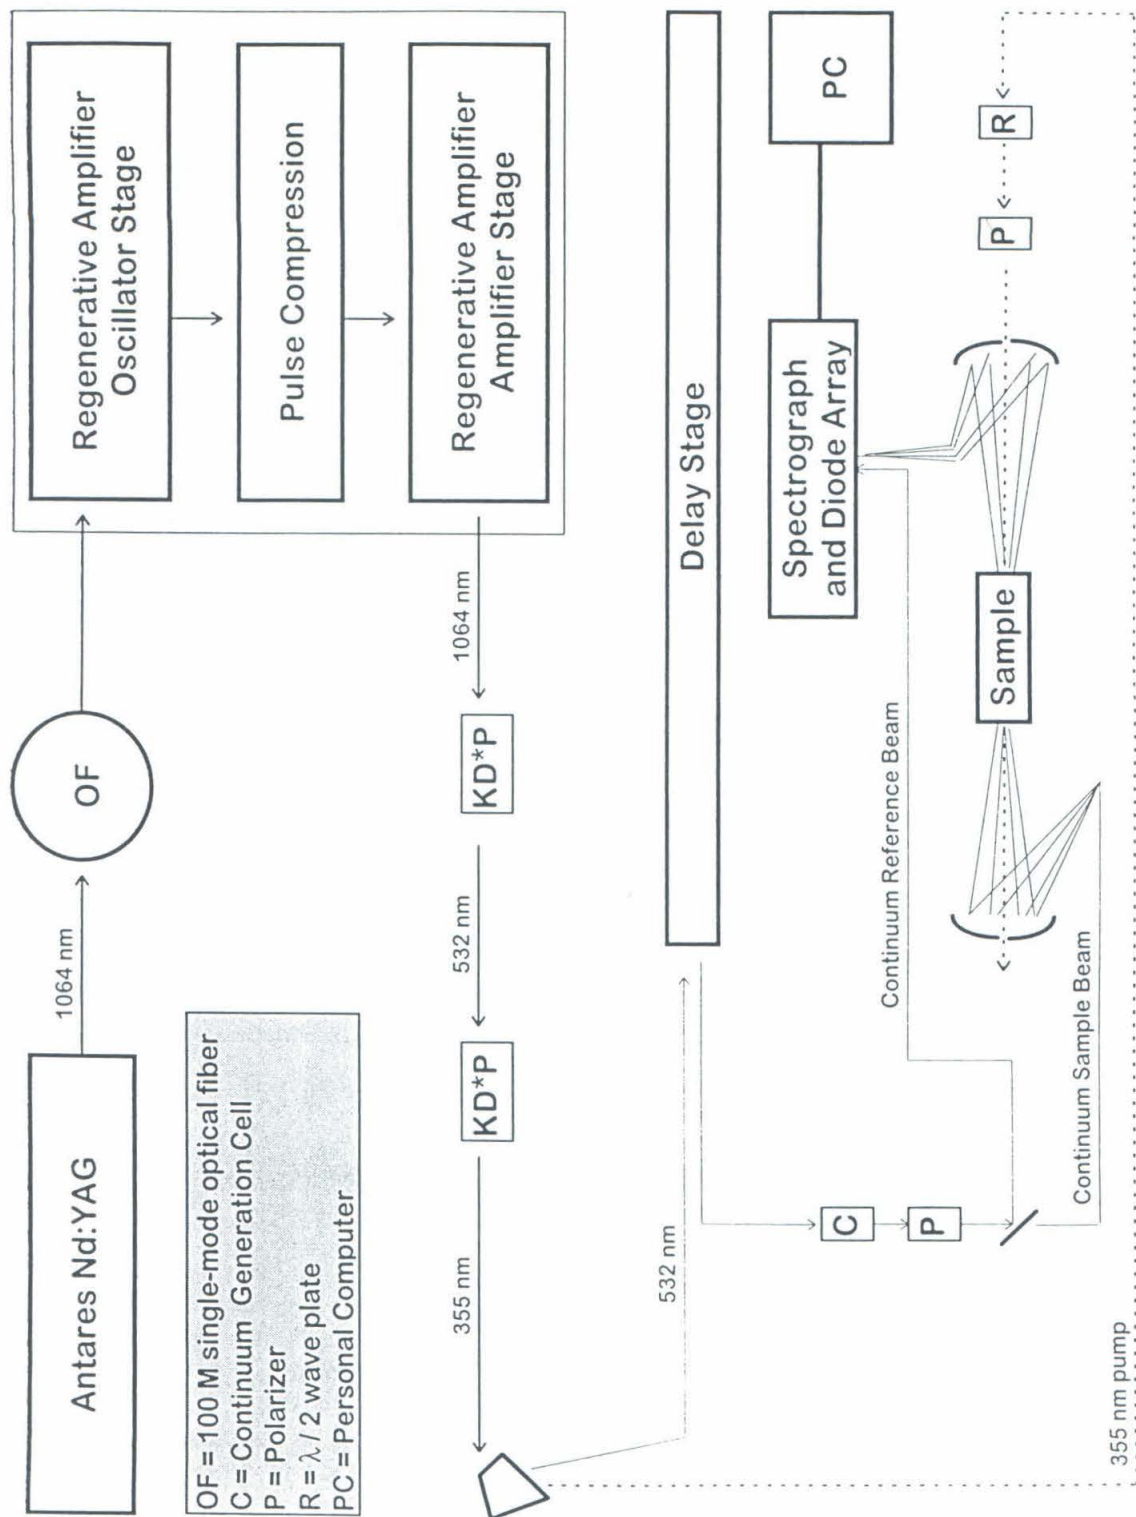 Antares Nd:YAG
1064 nm
OF
Regenerative Amplifier
Oscillator Stage
Pulse Compression
Regenerative Amplifier
Amplifier Stage
OF = 100 M single-mode optical fiber
C = Continuum Generation Cell
P = Polarizer
R = λ / 2 wave plate
PC = Personal Computer
1064 nm
KD*P
532 nm
KD*P
355 nm
532 nm
Delay Stage
C
P
Continuum Reference Beam
Spectrograph
and Diode Array
PC
Continuum Sample Beam
Sample
P
R
355 nm pump